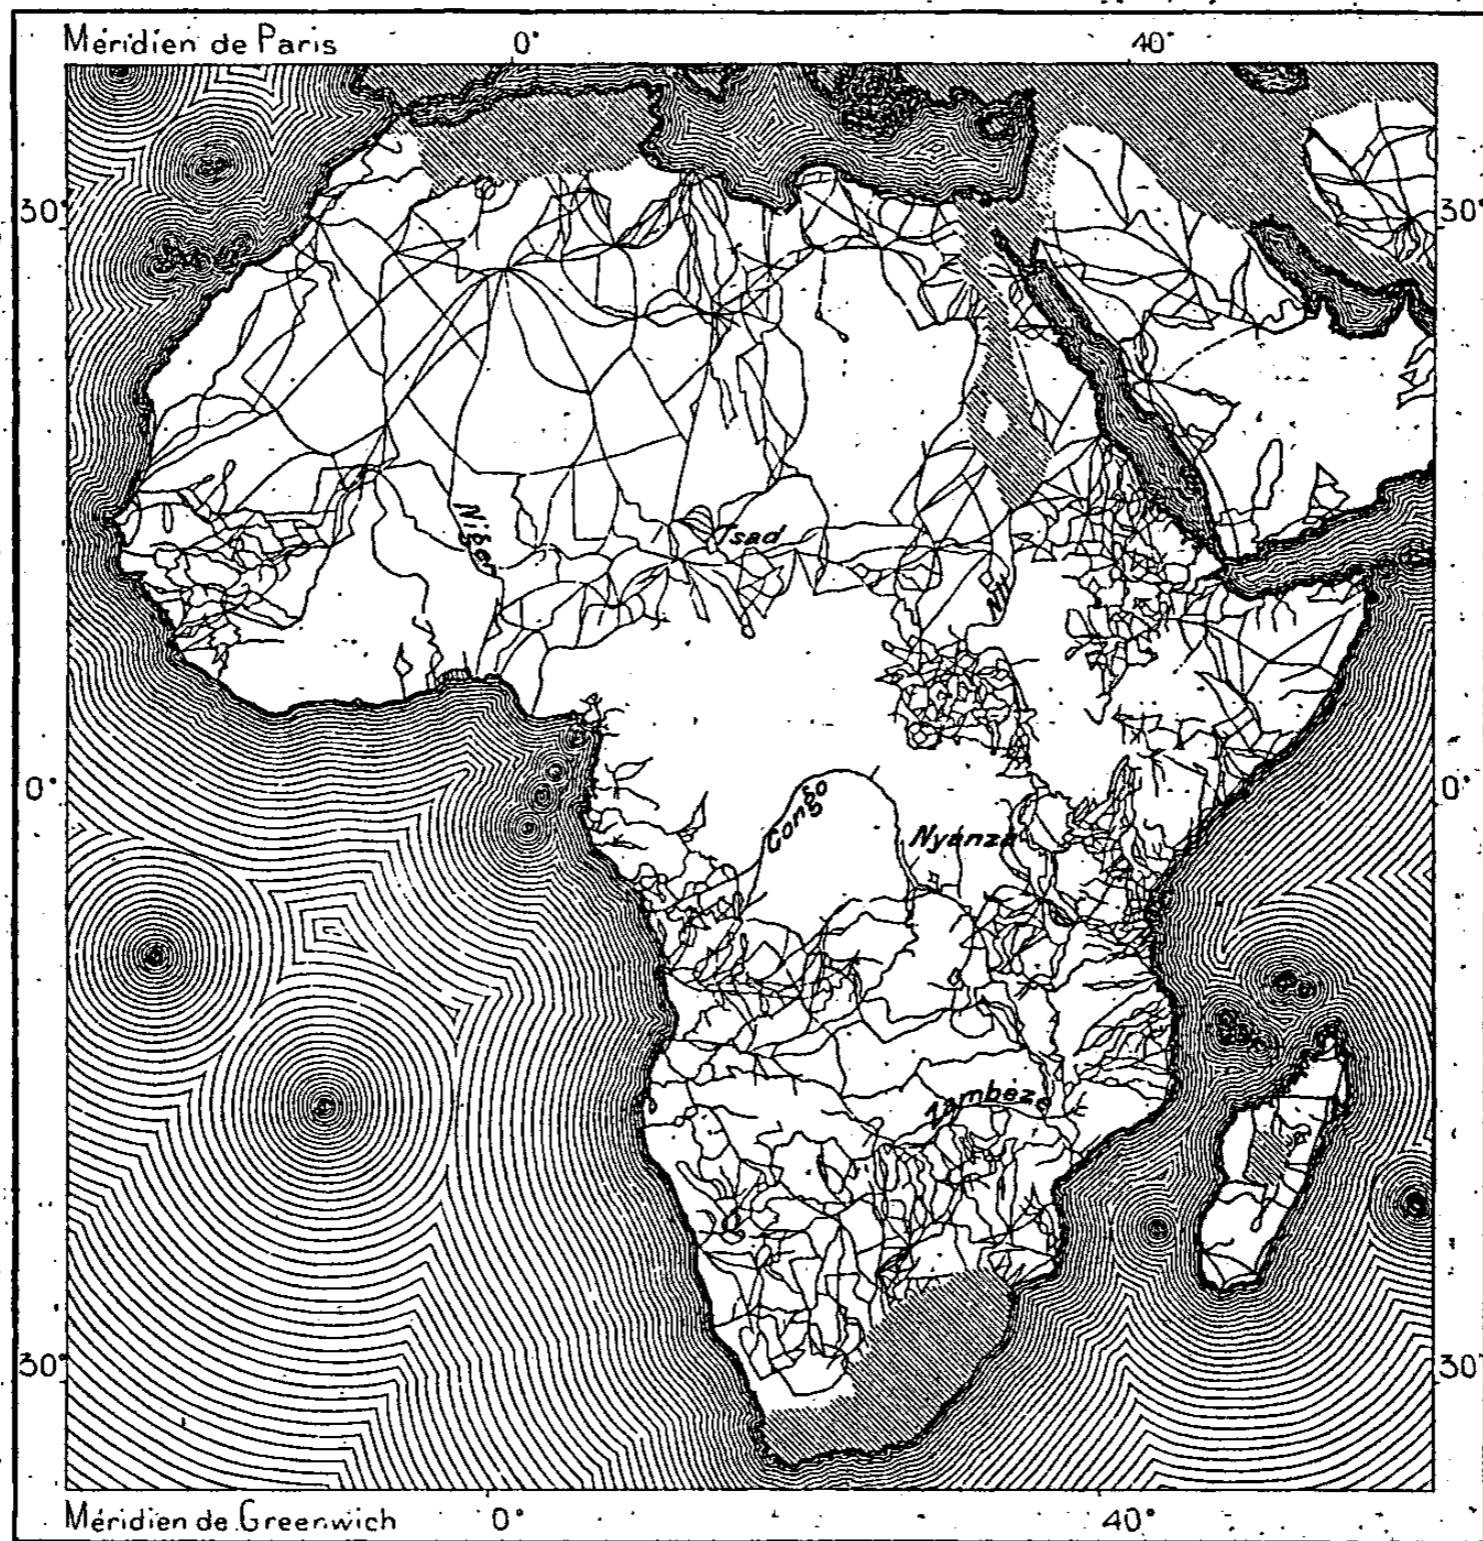 Méridien de Paris 0° 40°
30° 30°
Niger
Tsad
Nil
0° 0°
Congo
Nyanza
Zambèze
30° 30°
Méridien de Greenwich 0° 40°